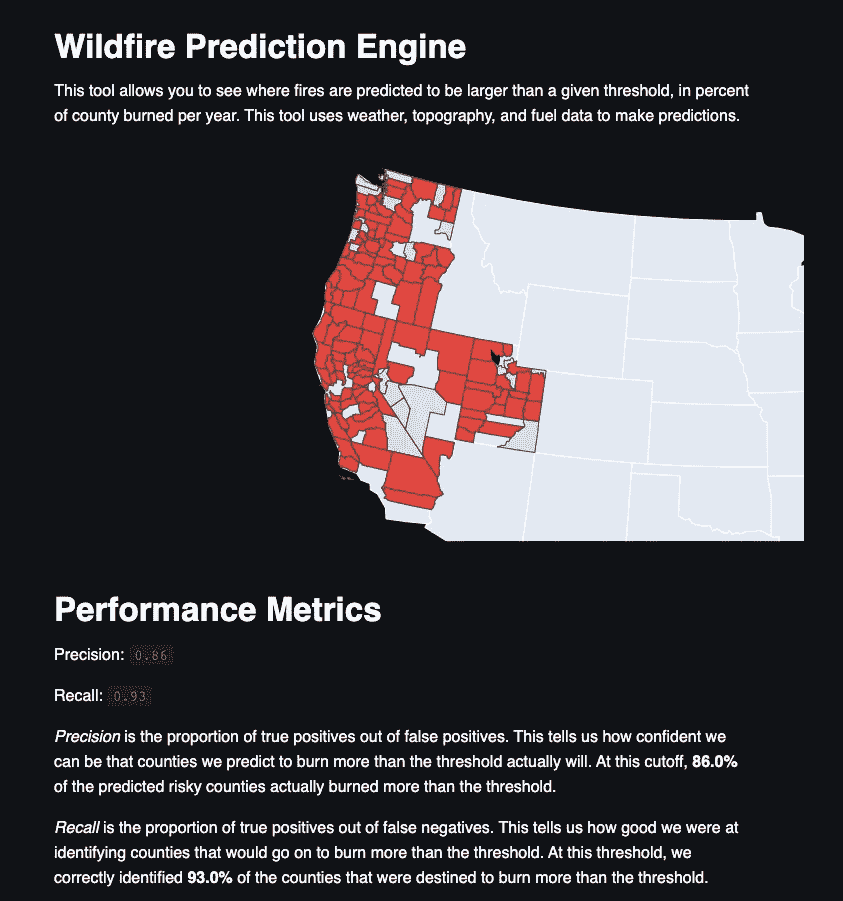 Wildfire Prediction Engine
This tool allows you to see where fires are predicted to be larger than a given threshold, in percent
of county burned per year. This tool uses weather, topography, and fuel data to make predictions.
Performance Metrics
Precision: 0.86
Recall: 0.93
Precision is the proportion of true positives out of false positives. This tells us how confident we
can be that counties we predict to burn more than the threshold actually will. At this cutoff, 86.0%
of the predicted risky counties actually burned more than the threshold.
Recall is the proportion of true positives out of false negatives. This tells us how good we were at
identifying counties that would go on to burn more than the threshold. At this threshold, we
correctly identified 93.0% of the counties that were destined to burn more than the threshold.